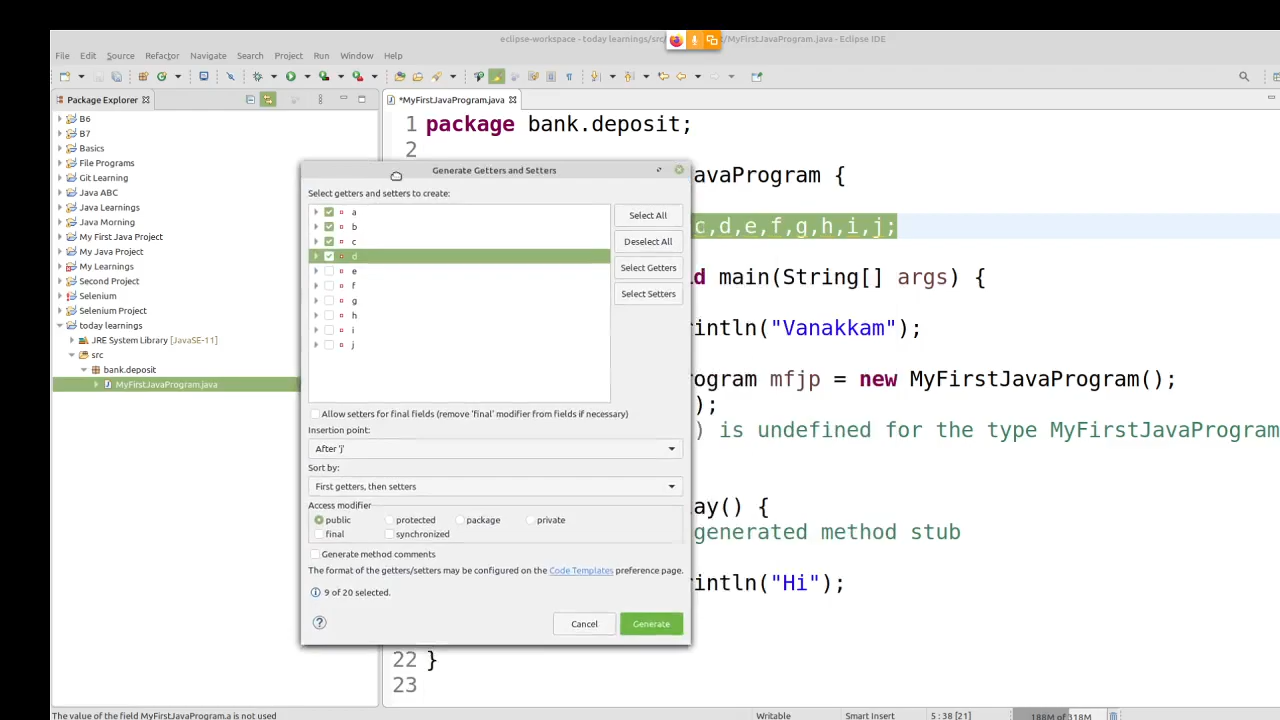 eclipse-workspace - today learnings/src/ /MyFirstJavaProgram.java - Eclipse IDE
File Edit Source Refactor Navigate Search Project Run Window Help
Package Explorer
*MyFirstJavaProgram.java
B6
B7
Basics
File Programs
Git Learning
Java ABC
Java Learnings
Java Morning
My First Java Project
My Java Project
My Learnings
Second Project
Selenium
Selenium Project
today learnings
JRE System Library [JavaSE-11]
src
bank.deposit
MyFirstJavaProgram.java
1 package bank.deposit;
2
avaProgram {
c,d,e,f,g,h,i,j;
d main(String[] args) {
rintln("Vanakkam");
rogram mfjp = new MyFirstJavaProgram();
);
) is undefined for the type MyFirstJavaProgram
ay() {
generated method stub
rintln("Hi");
22 }
23
Generate Getters and Setters
Select getters and setters to create:
a
b
c
d
e
f
g
h
i
j
Select All
Deselect All
Select Getters
Select Setters
Allow setters for final fields (remove 'final' modifier from fields if necessary)
Insertion point:
After 'j'
Sort by:
First getters, then setters
Access modifier
public protected package private
final synchronized
Generate method comments
The format of the getters/setters may be configured on the Code Templates preference page.
9 of 20 selected.
Cancel Generate
The value of the field MyFirstJavaProgram.a is not used
Writable Smart Insert 5 : 38 [21] 188M of 318M